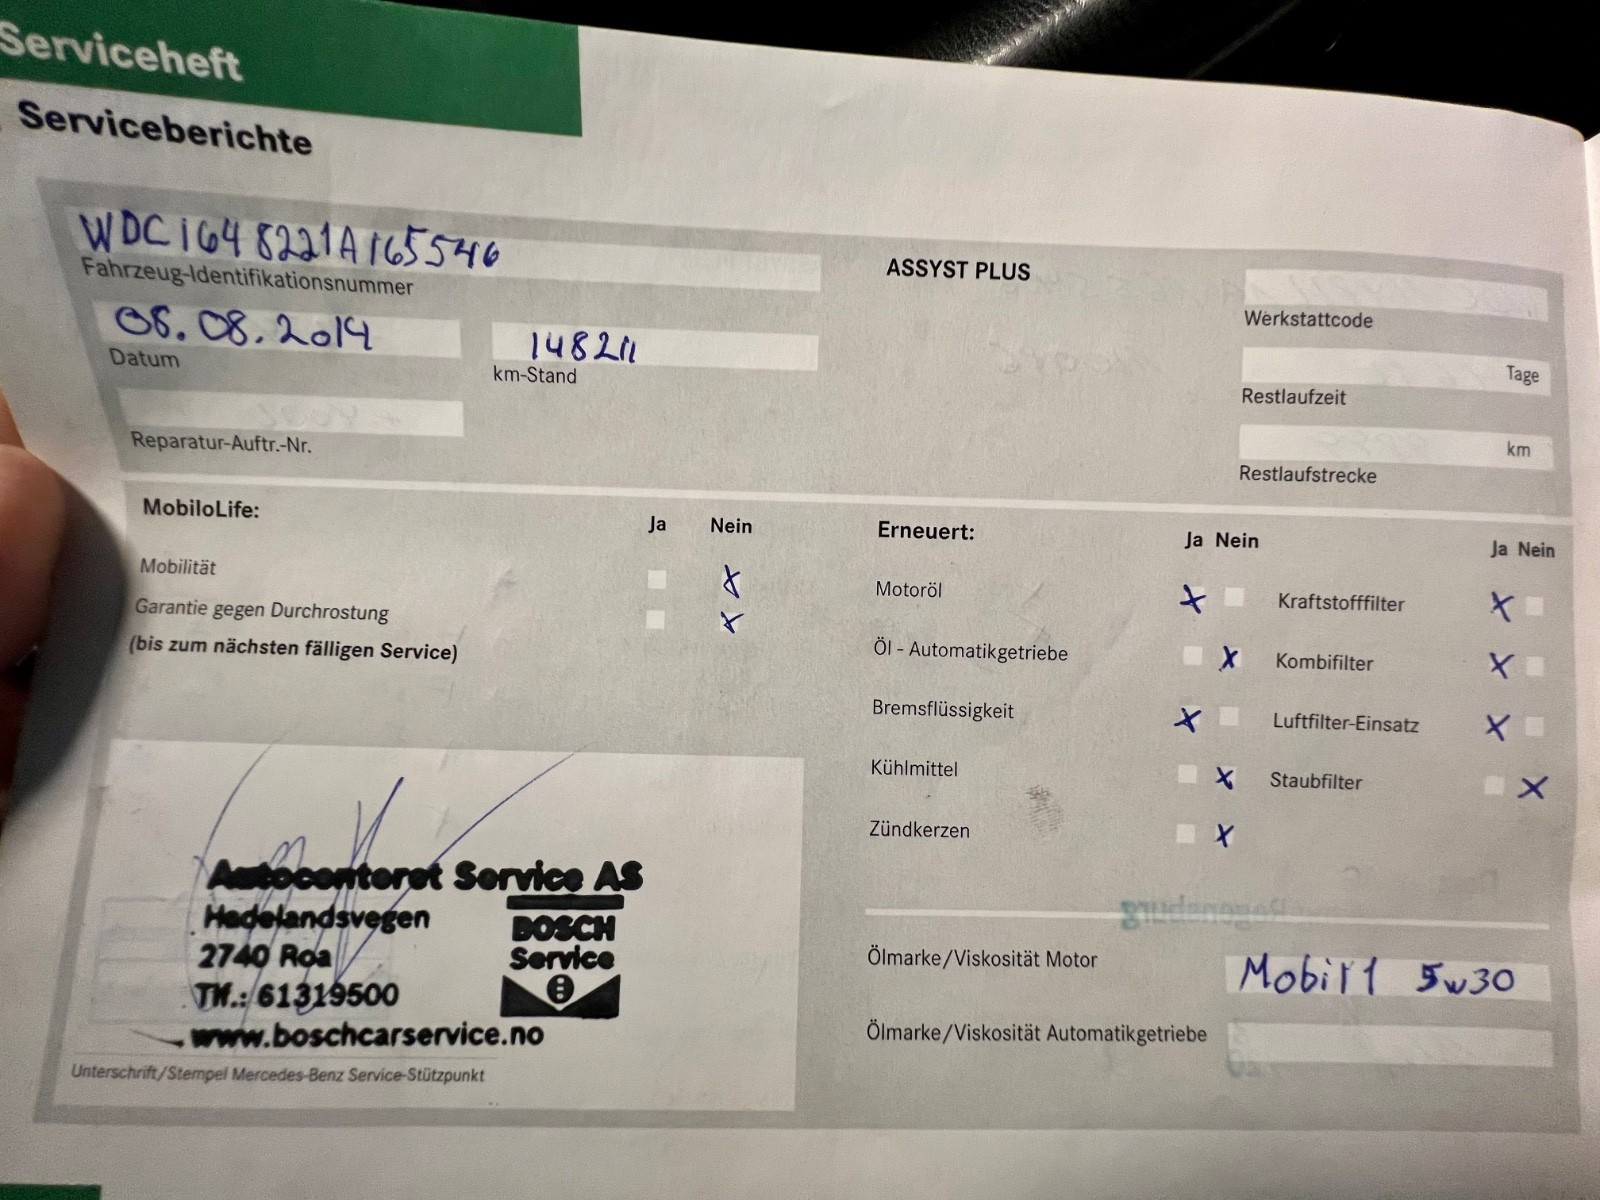 Serviceheft
Serviceberichte
WDC1648221A165546
Fahrzeug-Identifikationsnummer
08.08.2014
Datum
148211
km-Stand
Reparatur-Auftr.-Nr.
ASSYST PLUS
Werkstattcode
Tage
Restlaufzeit
km
Restlaufstrecke
MobiloLife:
Ja Nein
Mobilität X
Garantie gegen Durchrostung X
(bis zum nächsten fälligen Service)
Erneuert:
Ja Nein
Ja Nein
Motoröl X
Kraftstofffilter X
Öl - Automatikgetriebe X
Kombifilter X
Bremsflüssigkeit X
Luftfilter-Einsatz X
Kühlmittel X
Staubfilter X
Zündkerzen X
Autocenteret Service AS
Hadelandsvegen
2740 Roa
Tlf.: 61319500
www.boschcarservice.no
BOSCH
Service
Unterschrift/Stempel Mercedes-Benz Service-Stützpunkt
Ölmarke/Viskosität Motor
Mobil 1 5w30
Ölmarke/Viskosität Automatikgetriebe